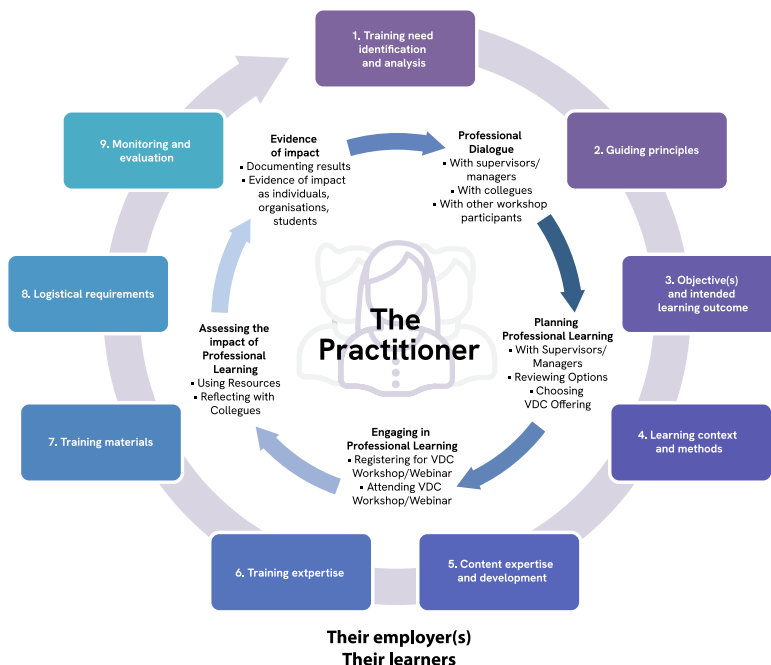 1. Training need
identification
and analysis
2. Guiding principles
3. Objective(s)
and intended
learning outcome
4. Learning context
and methods
5. Content expertise
and development
6. Training extpertise
7. Training materials
8. Logistical requirements
9. Monitoring and
evaluation
Evidence
of impact
▪ Documenting results
▪ Evidence of impact
as individuals,
organisations,
students
Professional
Dialogue
▪ With supervisors/
managers
▪ With collegues
▪ With other workshop
participants
Planning
Professional Learning
▪ With Supervisors/
Managers
▪ Reviewing Options
▪ Choosing
VDC Offering
Engaging in
Professional Learning
▪ Registering for VDC
Workshop/Webinar
▪ Attending VDC
Workshop/Webinar
Assessing the
impact of
Professional
Learning
▪ Using Resources
▪ Reflecting with
Collegues
The
Practitioner
Their employer(s)
Their learners